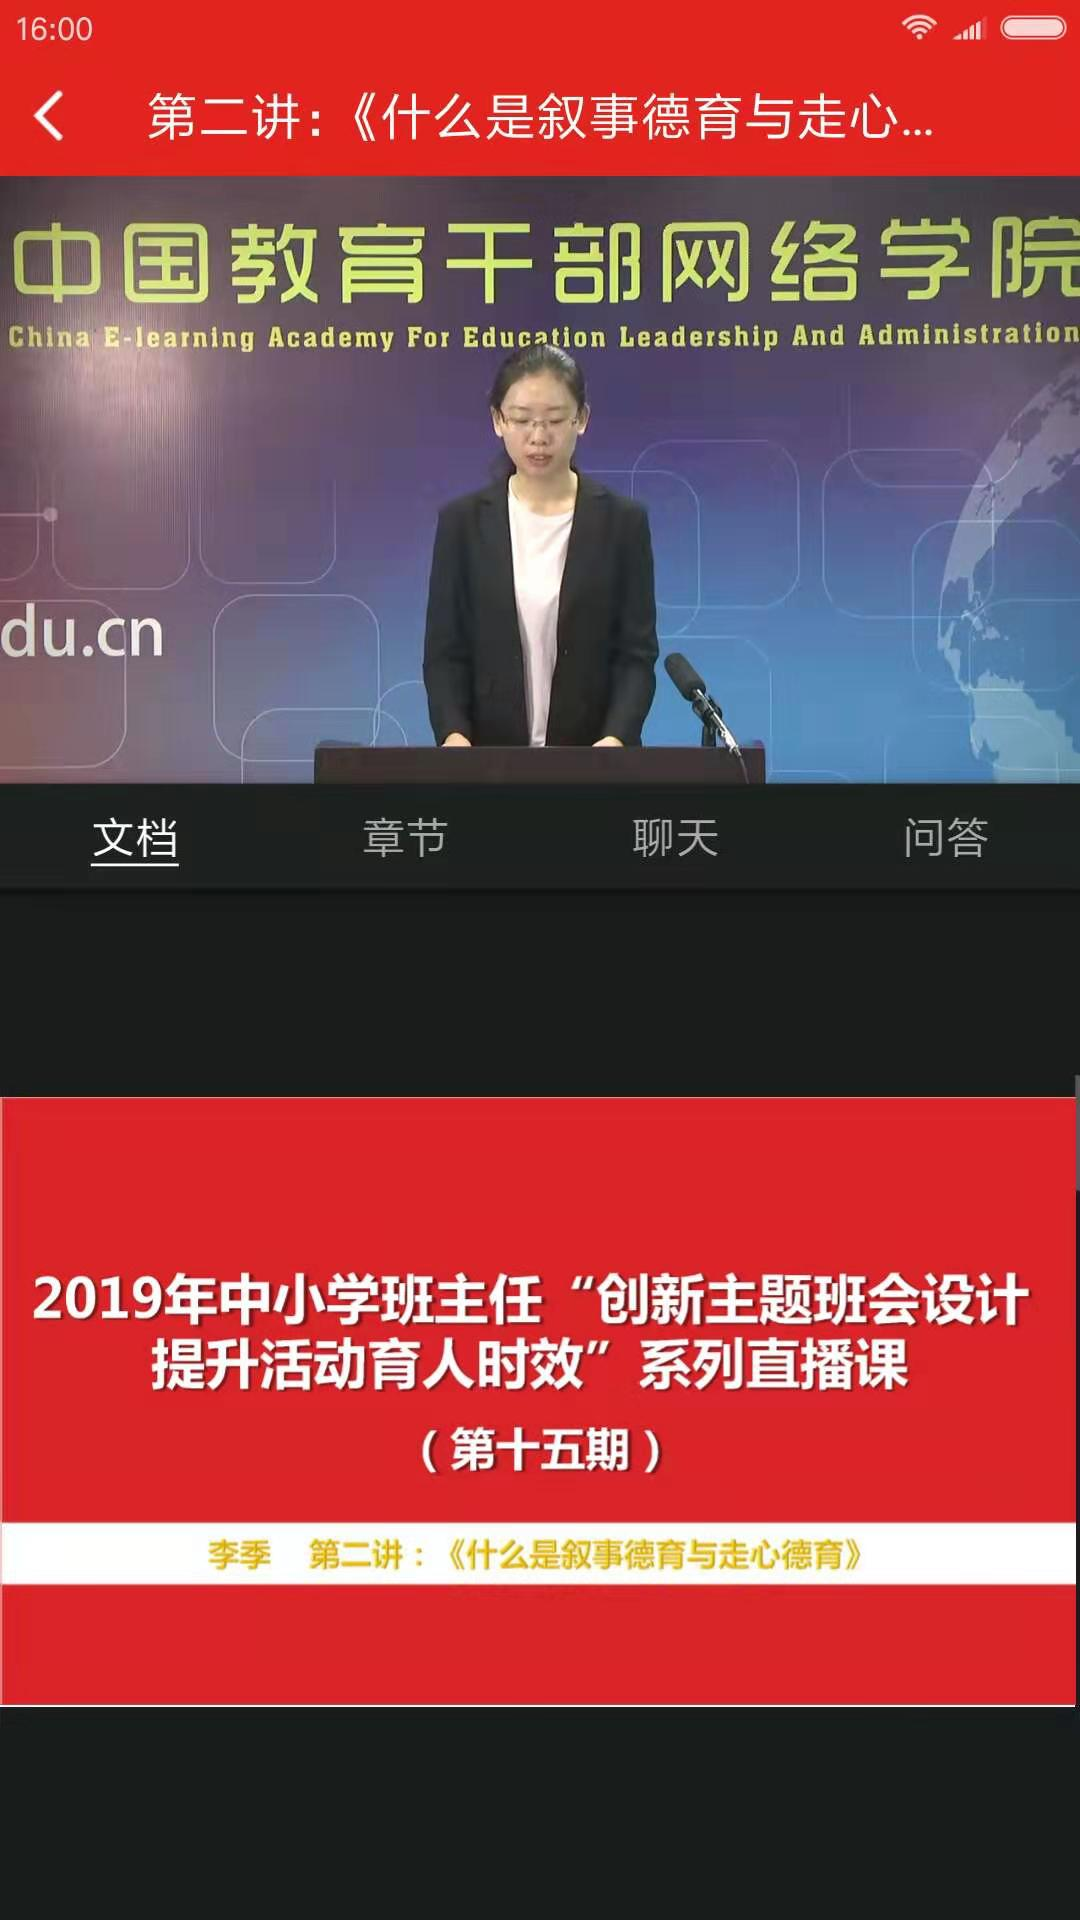 16:00
第二讲：《什么是叙事德育与走心...
中国教育干部网络学院
China E-learning Academy For Education Leadership And Administration
du.cn
文档 章节 聊天 问答
2019年中小学班主任“创新主题班会设计
提升活动育人时效”系列直播课
（第十五期）
李季 第二讲：《什么是叙事德育与走心德育》